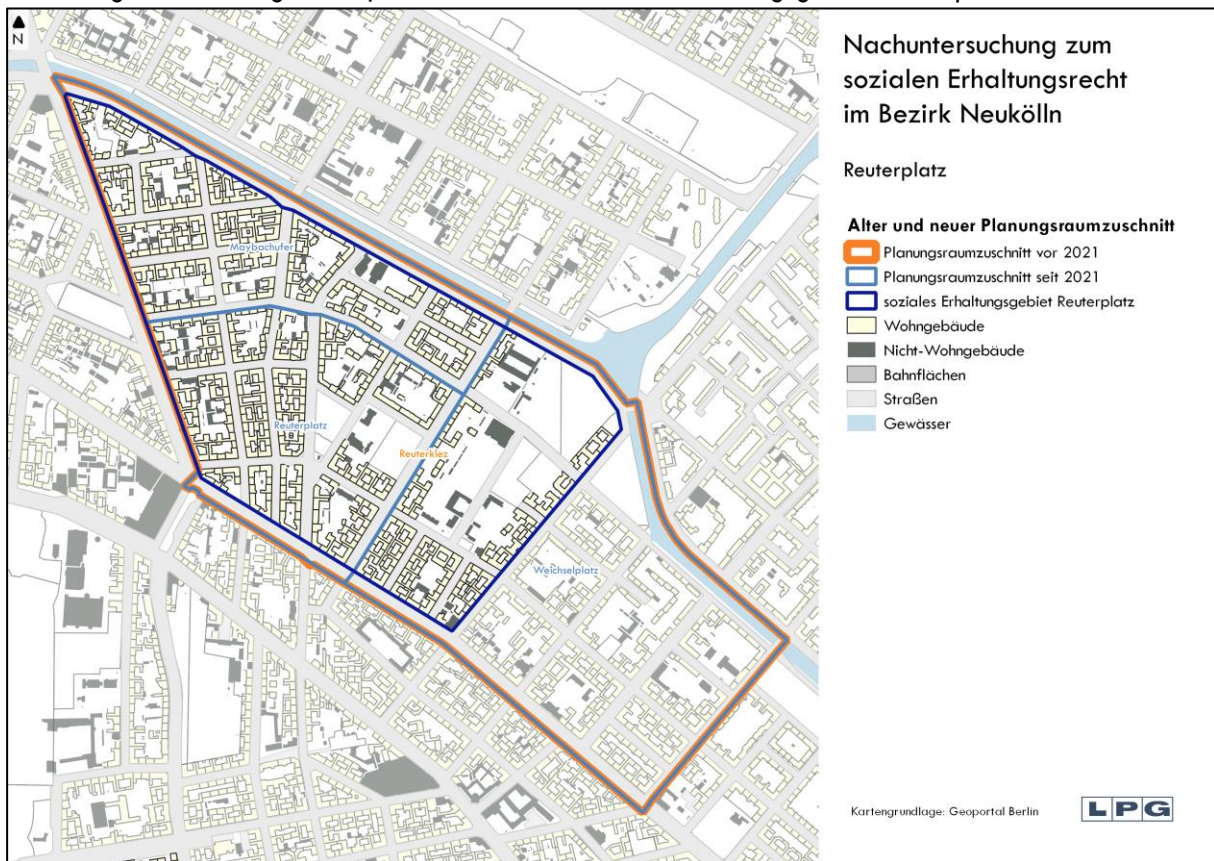 N
Nachuntersuchung zum
sozialen Erhaltungsrecht
im Bezirk Neukölln
Reuterplatz
Alter und neuer Planungsraumzuschnitt
Planungsraumzuschnitt vor 2021
Planungsraumzuschnitt seit 2021
soziales Erhaltungsgebiet Reuterplatz
Wohngebäude
Nicht-Wohngebäude
Bahnflächen
Straßen
Gewässer
Maybachufer
Reuterplatz
Reuterkiez
Weichselplatz
Kartengrundlage: Geoportal Berlin
LPG